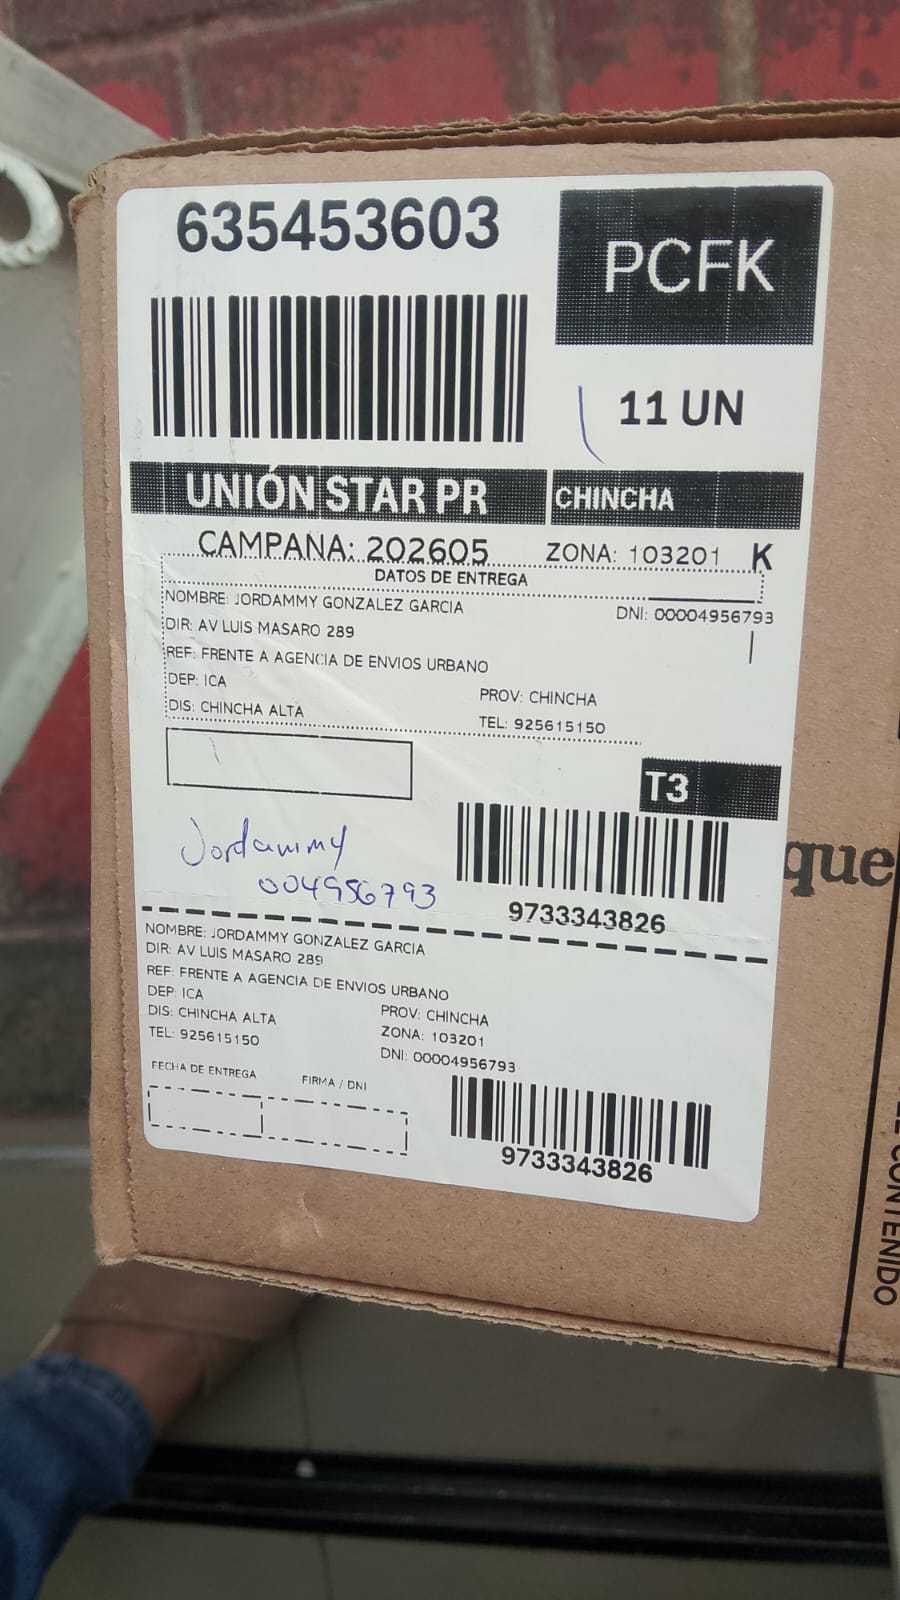 635453603
PCFK
11 UN
UNIÓN STAR PR
CHINCHA
CAMPANA: 202605
ZONA: 103201 K
DATOS DE ENTREGA
NOMBRE: JORDAMMY GONZALEZ GARCIA
DNI: 00004956793
DIR: AV LUIS MASARO 289
REF: FRENTE A AGENCIA DE ENVIOS URBANO
DEP: ICA
PROV: CHINCHA
DIS: CHINCHA ALTA
TEL: 925615150
T3
Jordammy
004956793
9733343826
NOMBRE: JORDAMMY GONZALEZ GARCIA
DIR: AV LUIS MASARO 289
REF: FRENTE A AGENCIA DE ENVIOS URBANO
DEP: ICA
PROV: CHINCHA
DIS: CHINCHA ALTA
ZONA: 103201
TEL: 925615150
DNI: 00004956793
FECHA DE ENTREGA
FIRMA / DNI
9733343826
que
EL CONTENIDO